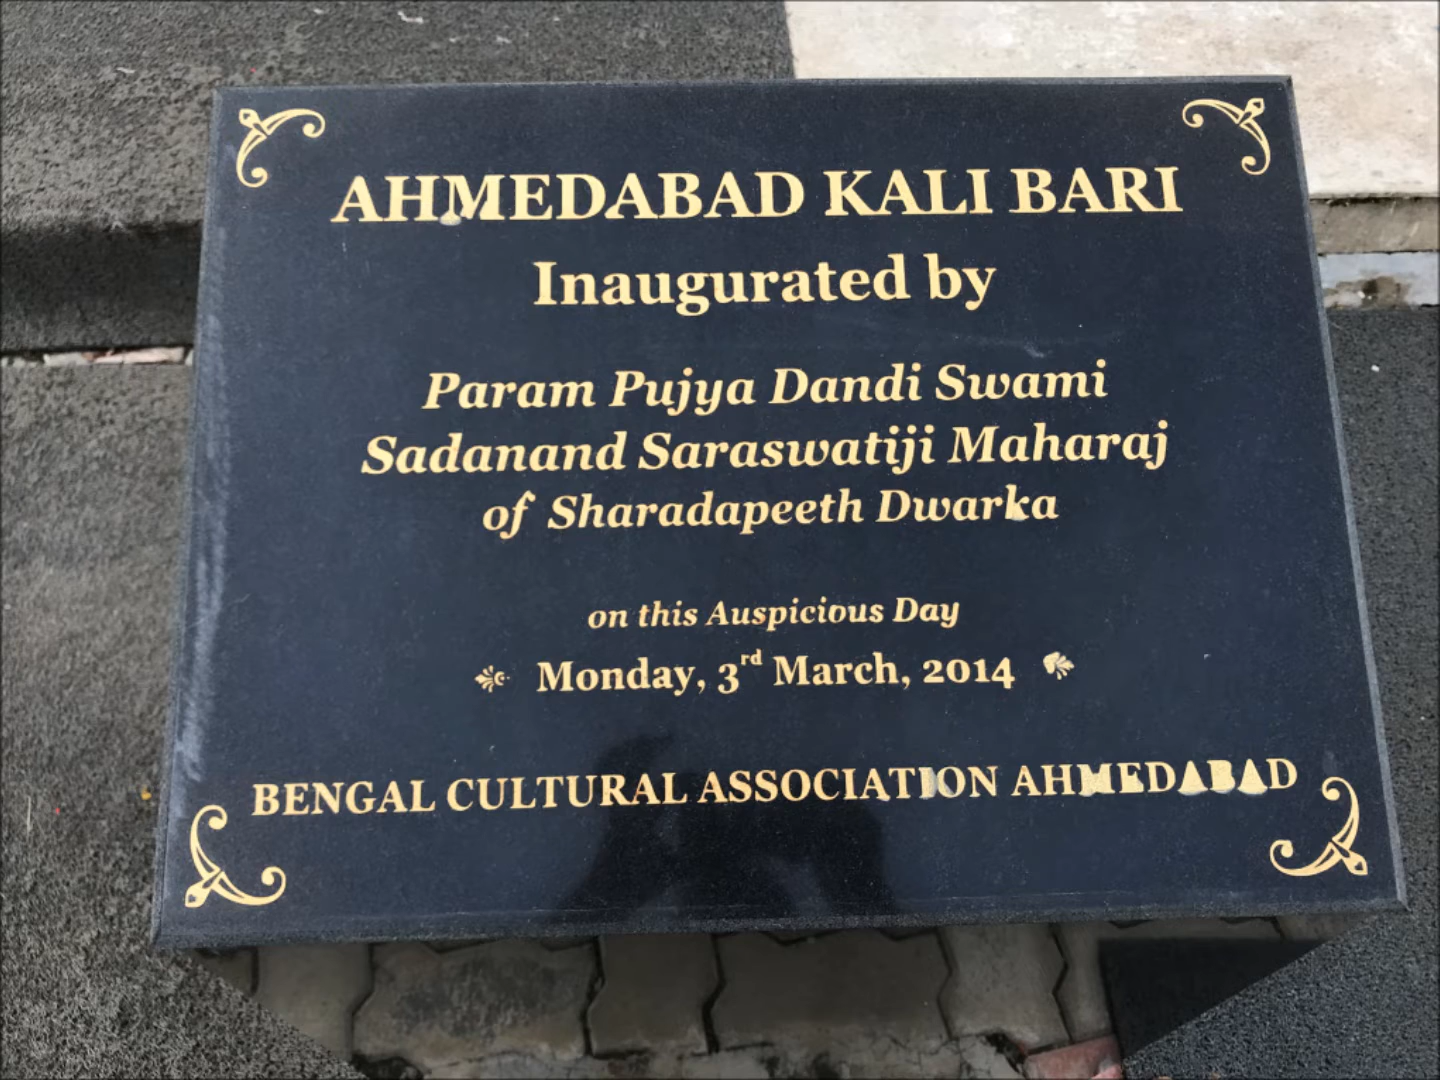 AHMEDABAD KALI BARI
Inaugurated by
Param Pujya Dandi Swami
Sadanand Saraswatiji Maharaj
of Sharadapeeth Dwarka
on this Auspicious Day
Monday, 3rd March, 2014
BENGAL CULTURAL ASSOCIATION AHMEDABAD